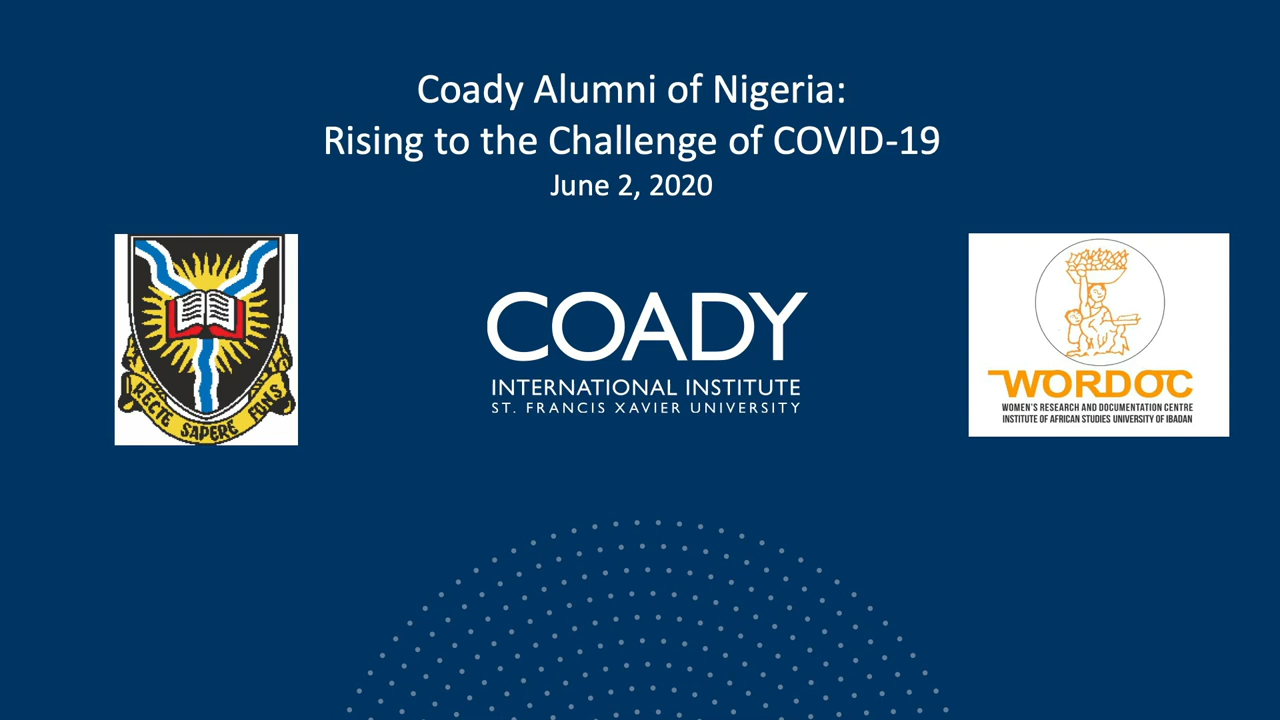 Coady Alumni of Nigeria:
Rising to the Challenge of COVID-19
June 2, 2020
RECTE SAPERE FONS
COADY
INTERNATIONAL INSTITUTE
ST. FRANCIS XAVIER UNIVERSITY
WORDOC
WOMEN'S RESEARCH AND DOCUMENTATION CENTRE
INSTITUTE OF AFRICAN STUDIES UNIVERSITY OF IBADAN